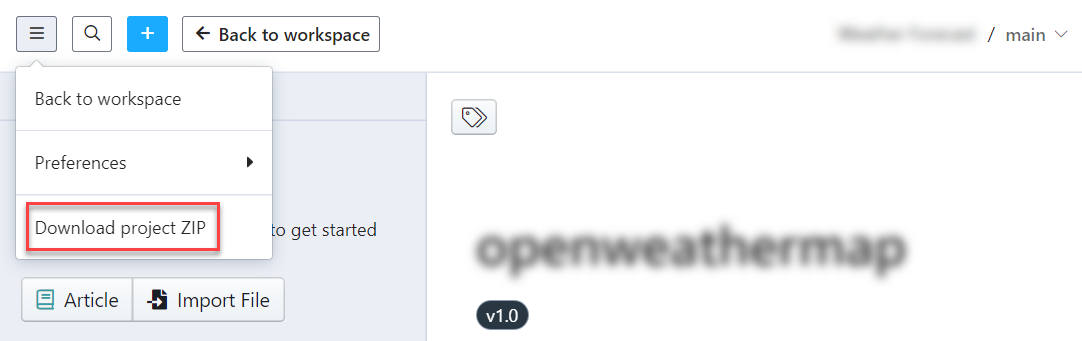 Back to workspace
/ main
Back to workspace
Preferences
Download project ZIP
to get started
Article
Import File
openweathermap
v1.0